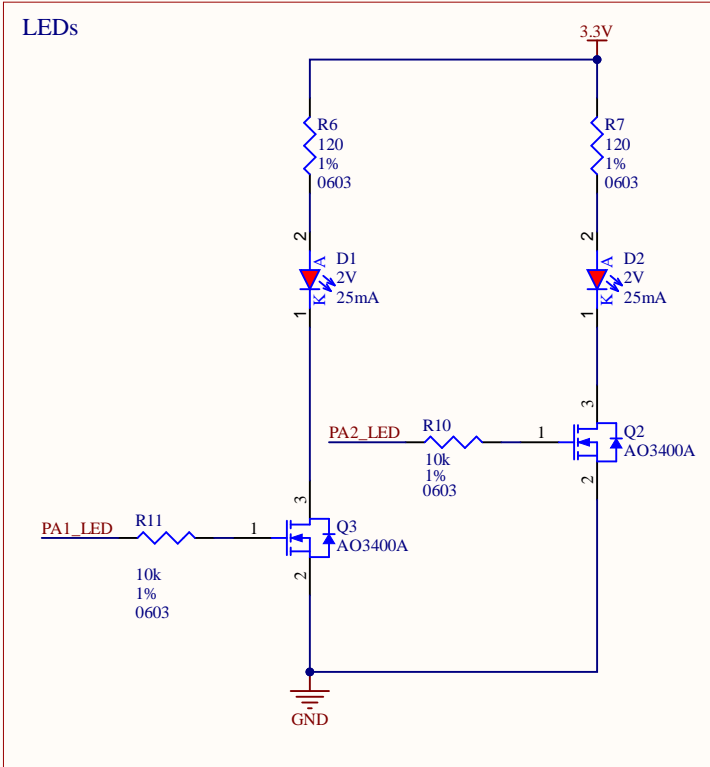 LEDs
3.3V
R6
120
1%
0603
R7
120
1%
0603
2
A
D1
2V
K
25mA
1
2
A
D2
2V
K
25mA
1
3
PA2_LED
R10
1
10k
1%
0603
Q2
AO3400A
2
3
PA1_LED
R11
1
10k
1%
0603
Q3
AO3400A
2
GND